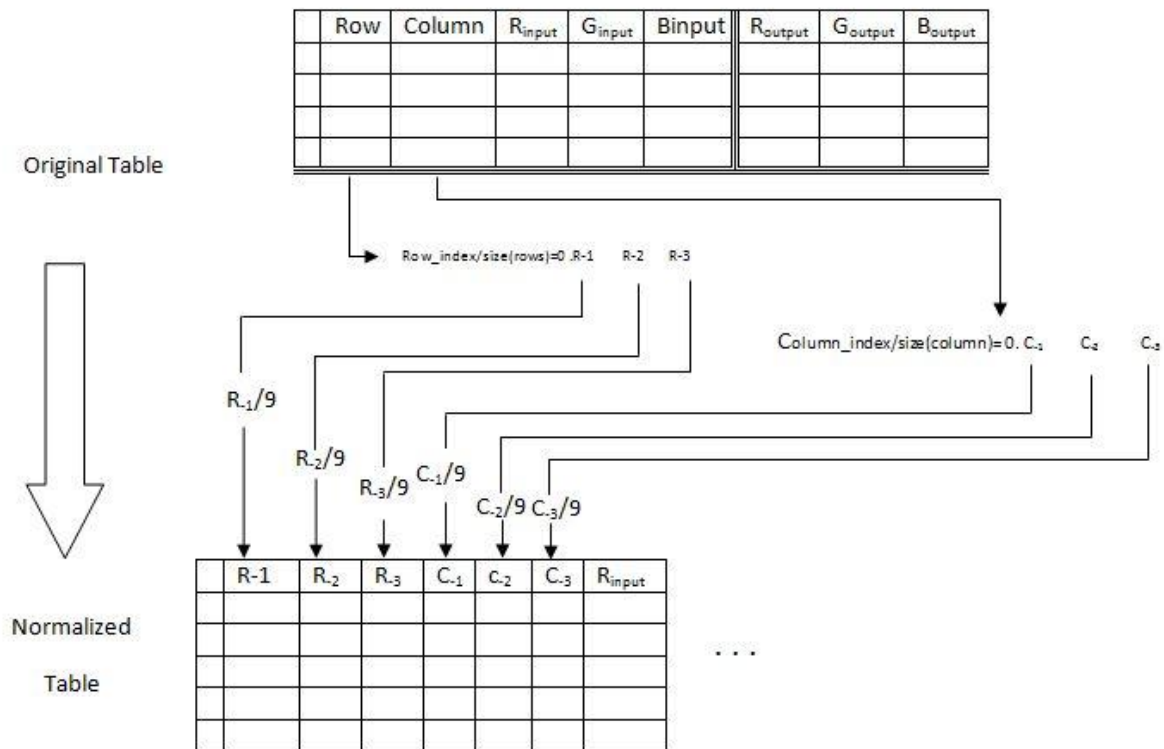 Row Column Rinput Ginput Binput Routput Goutput Boutput
Original Table
Row_index/size(rows)=0.R-1 R-2 R-3
Column_index/size(column)=0. C-1 C-2 C-3
R-1/9
R-2/9
R-3/9
C-1/9
C-2/9
C-3/9
R-1 R-2 R-3 C-1 c-2 C-3 Rinput
Normalized
Table
. . .